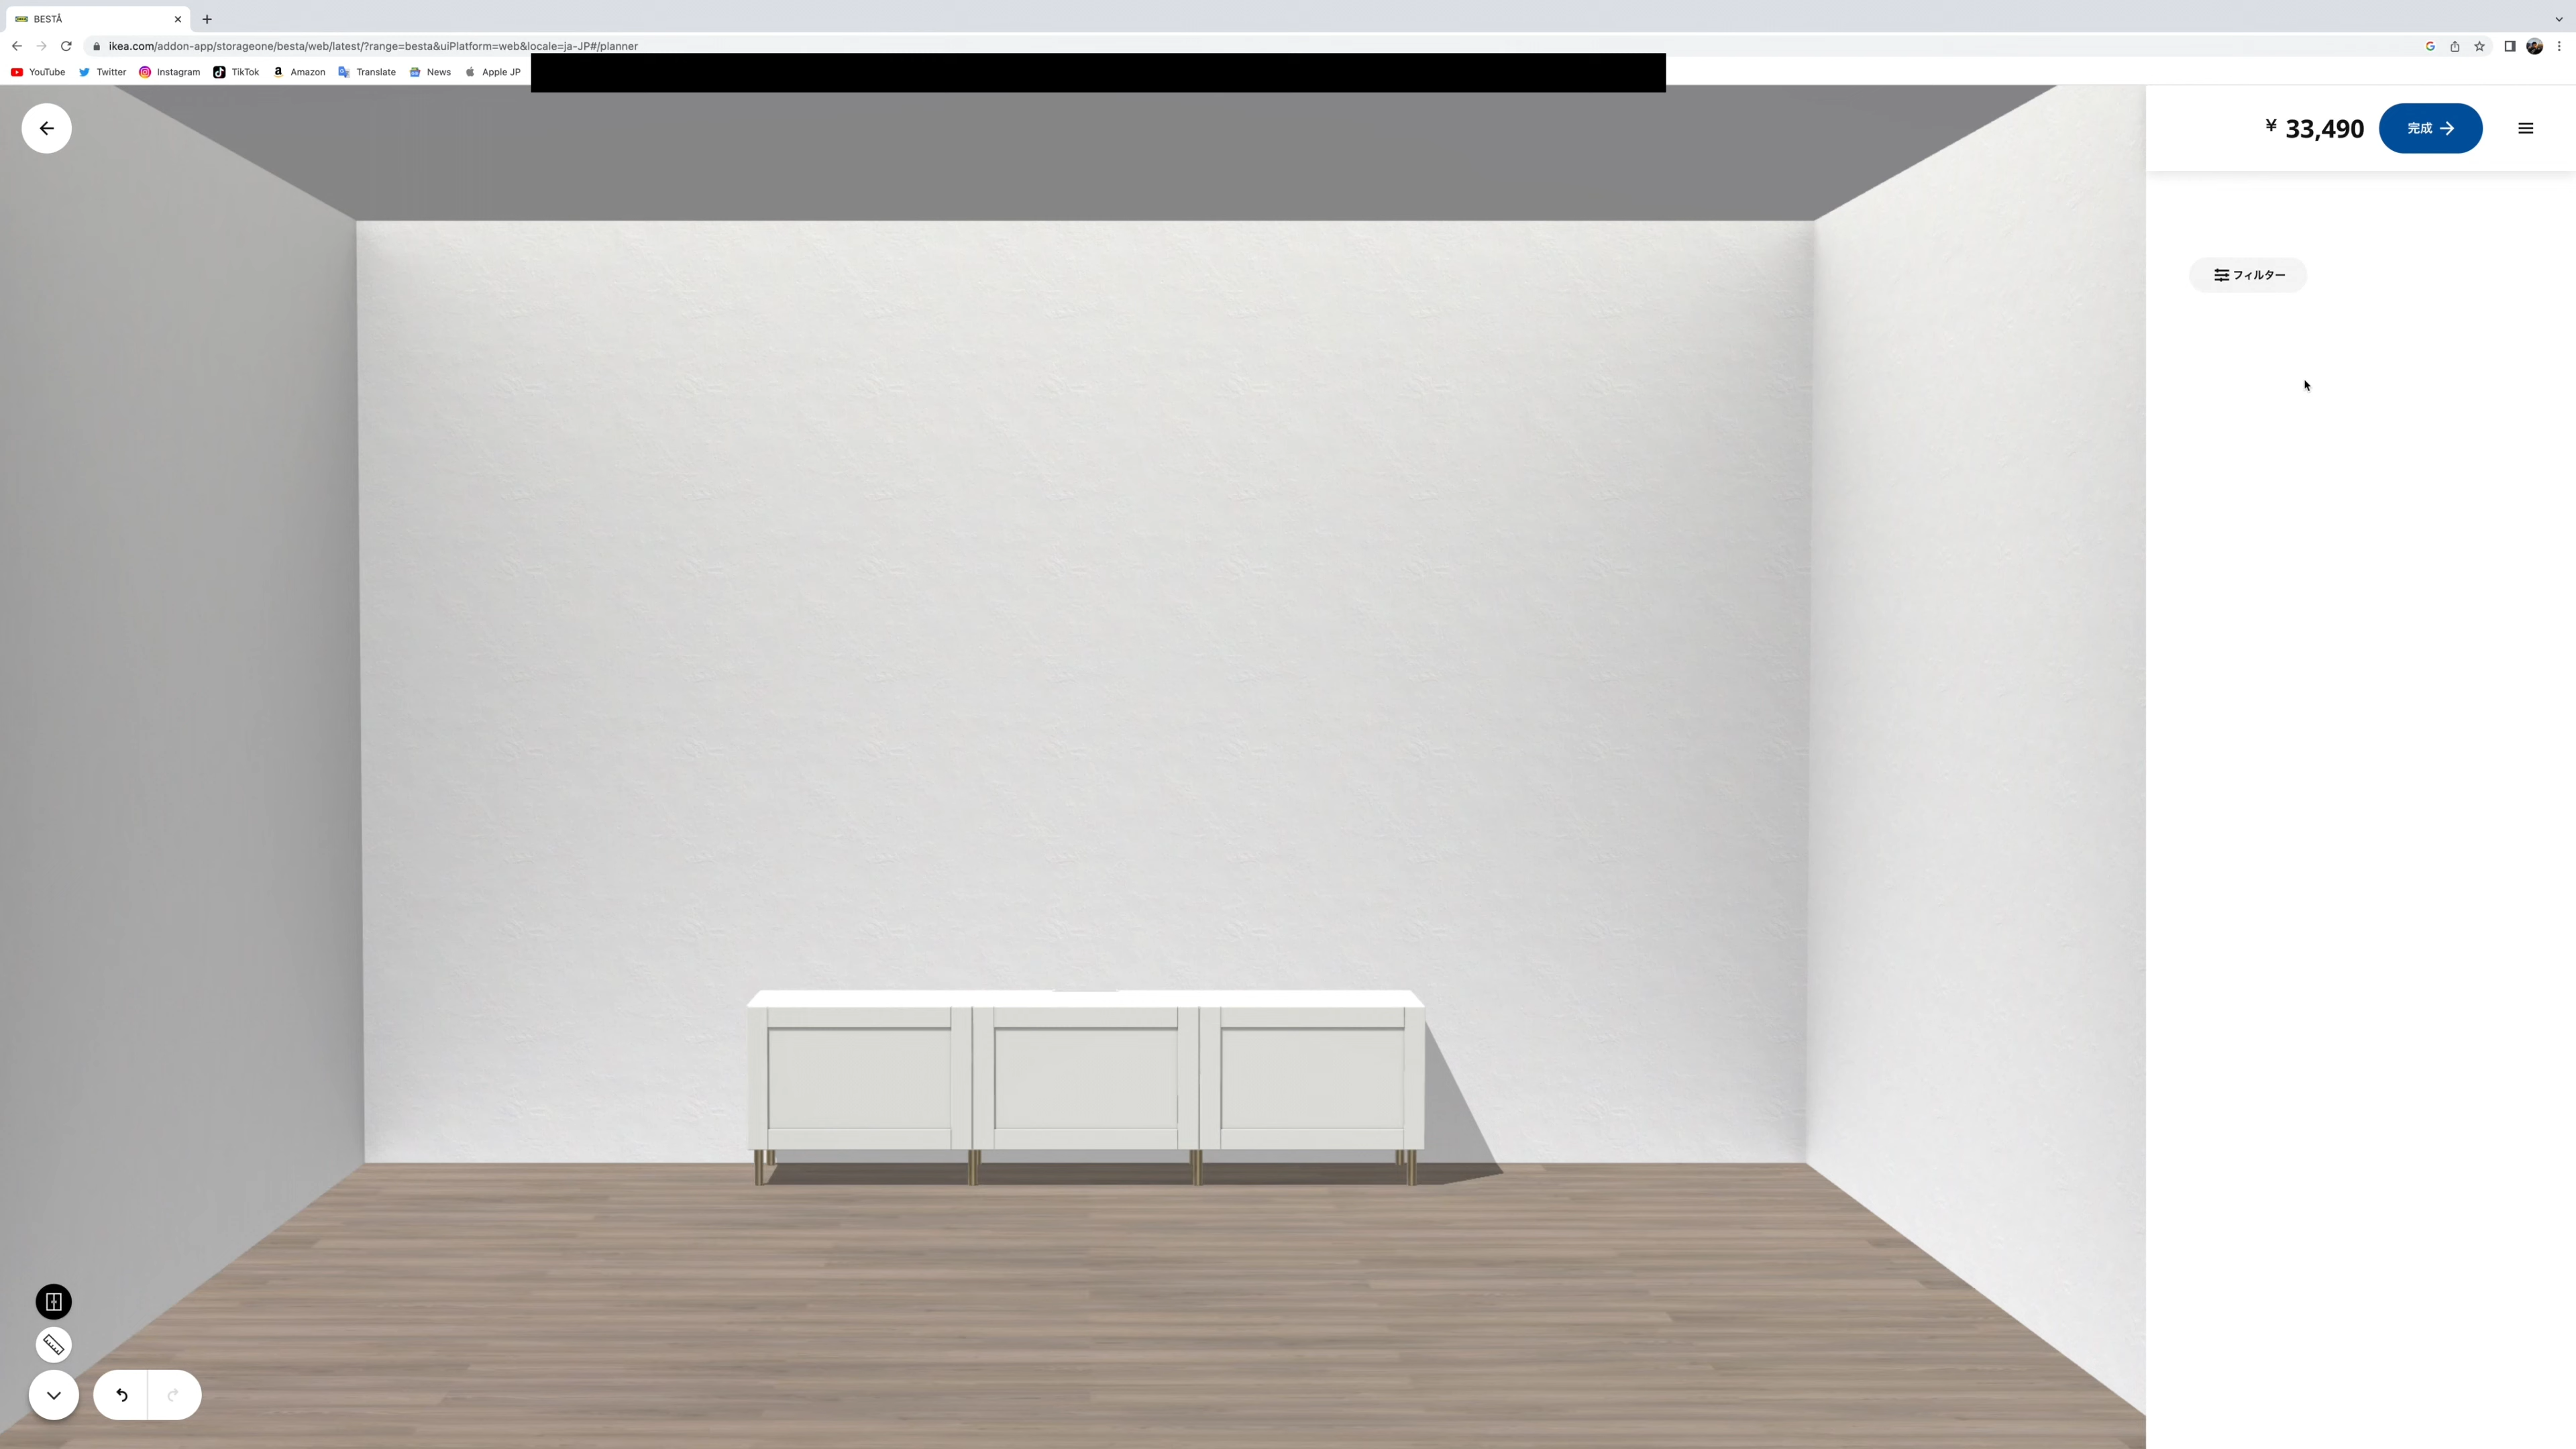 BESTÅ
ikea.com/addon-app/storageone/besta/web/latest/?range=besta&uiPlatform=web&locale=ja-JP#/planner
YouTube Twitter Instagram TikTok Amazon Translate News Apple JP
¥ 33,490 完成
フィルター